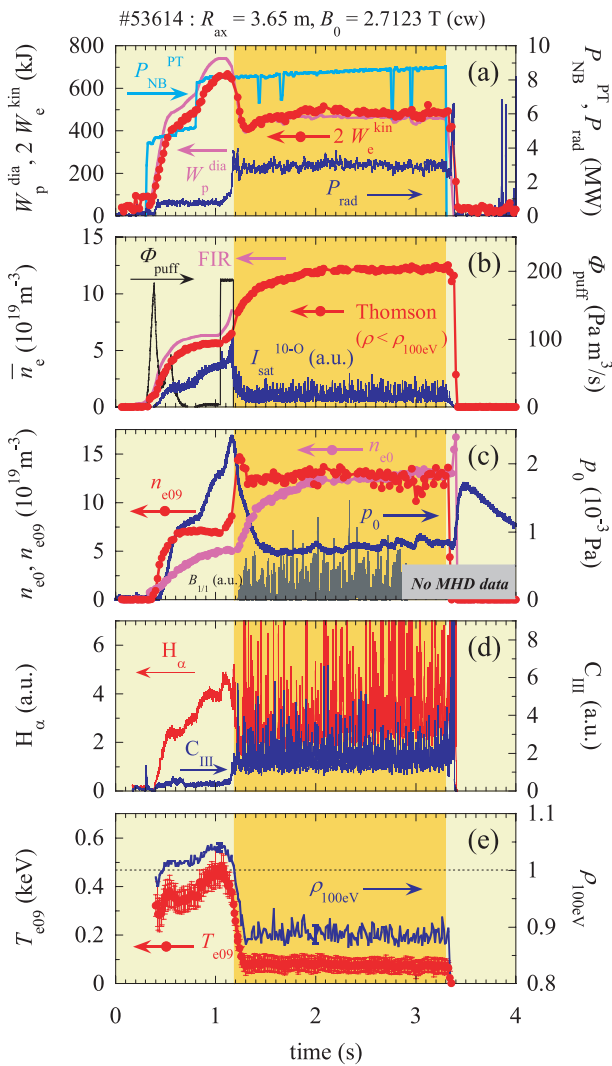 #53614 : R_ax = 3.65 m, B_0 = 2.7123 T (cw)
W_p^dia, 2 W_e^kin (kJ)
800
600
400
200
0
P_NB^PT
(a)
2 W_e^kin
W_p^dia
P_rad
10
8
6
4
2
0
P_NB^PT, P_rad (MW)
n̅_e (10^19 m^-3)
15
10
5
0
Φ_puff
FIR
(b)
Thomson
(ρ < ρ_100eV)
I_sat^10-O (a.u.)
200
100
0
Φ_puff (Pa m^3/s)
n_e0, n_e09 (10^19 m^-3)
15
10
5
0
n_e0
(c)
n_e09
p_0
B_1/1 (a.u.)
No MHD data
2
1
0
p_0 (10^-3 Pa)
H_α (a.u.)
6
4
2
0
H_α
(d)
C_III
8
6
4
2
0
C_III (a.u.)
T_e09 (keV)
0.6
0.4
0.2
0
(e)
ρ_100eV
T_e09
1.1
1
0.9
0.8
ρ_100eV
0
1
2
3
4
time (s)